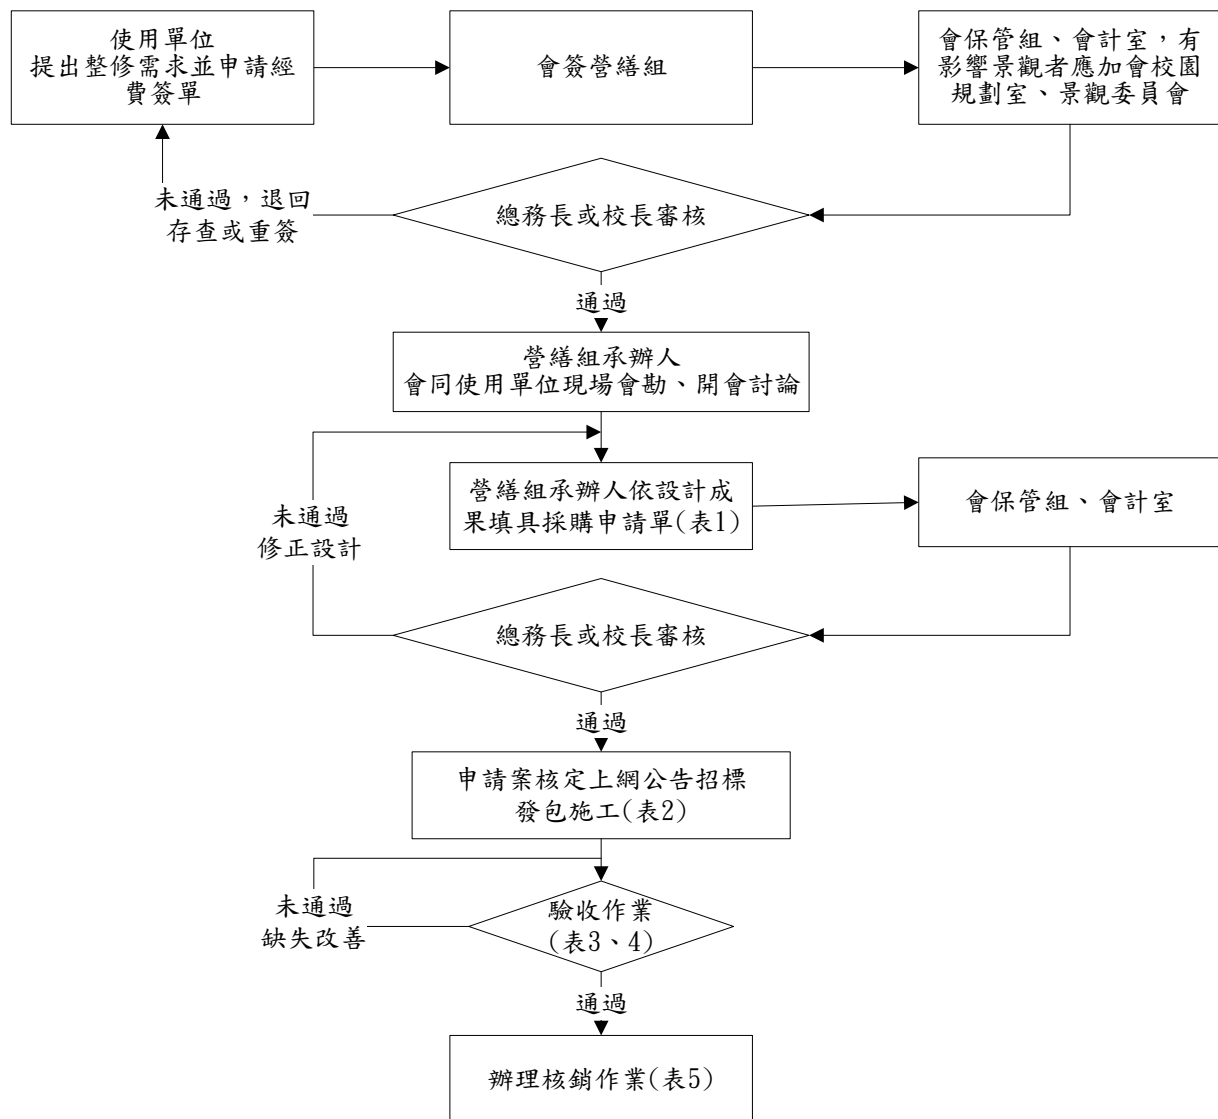 使用單位
提出整修需求並申請經
費簽單
會簽營繕組
會保管組、會計室，有
影響景觀者應加會校園
規劃室、景觀委員會
未通過，退回
存查或重簽
總務長或校長審核
通過
營繕組承辦人
會同使用單位現場會勘、開會討論
未通過
修正設計
營繕組承辦人依設計成
果填具採購申請單(表1)
會保管組、會計室
總務長或校長審核
通過
申請案核定上網公告招標
發包施工(表2)
未通過
缺失改善
驗收作業
(表3、4)
通過
辦理核銷作業(表5)